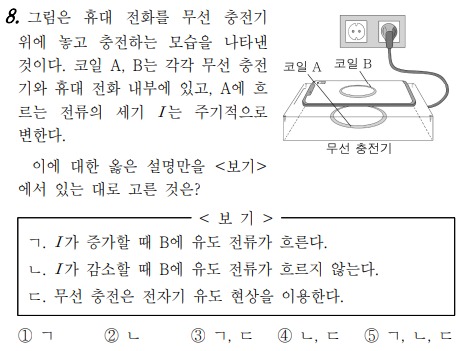 8. 그림은 휴대 전화를 무선 충전기
위에 놓고 충전하는 모습을 나타낸
것이다. 코일 A, B는 각각 무선 충전
기와 휴대 전화 내부에 있고, A에 흐
르는 전류의 세기 I는 주기적으로
변한다.
코일 A
코일 B
무선 충전기
이에 대한 옳은 설명만을 <보기>
에서 있는 대로 고른 것은?
< 보 기 >
ㄱ. I가 증가할 때 B에 유도 전류가 흐른다.
ㄴ. I가 감소할 때 B에 유도 전류가 흐르지 않는다.
ㄷ. 무선 충전은 전자기 유도 현상을 이용한다.
① ㄱ ② ㄴ ③ ㄱ, ㄷ ④ ㄴ, ㄷ ⑤ ㄱ, ㄴ, ㄷ